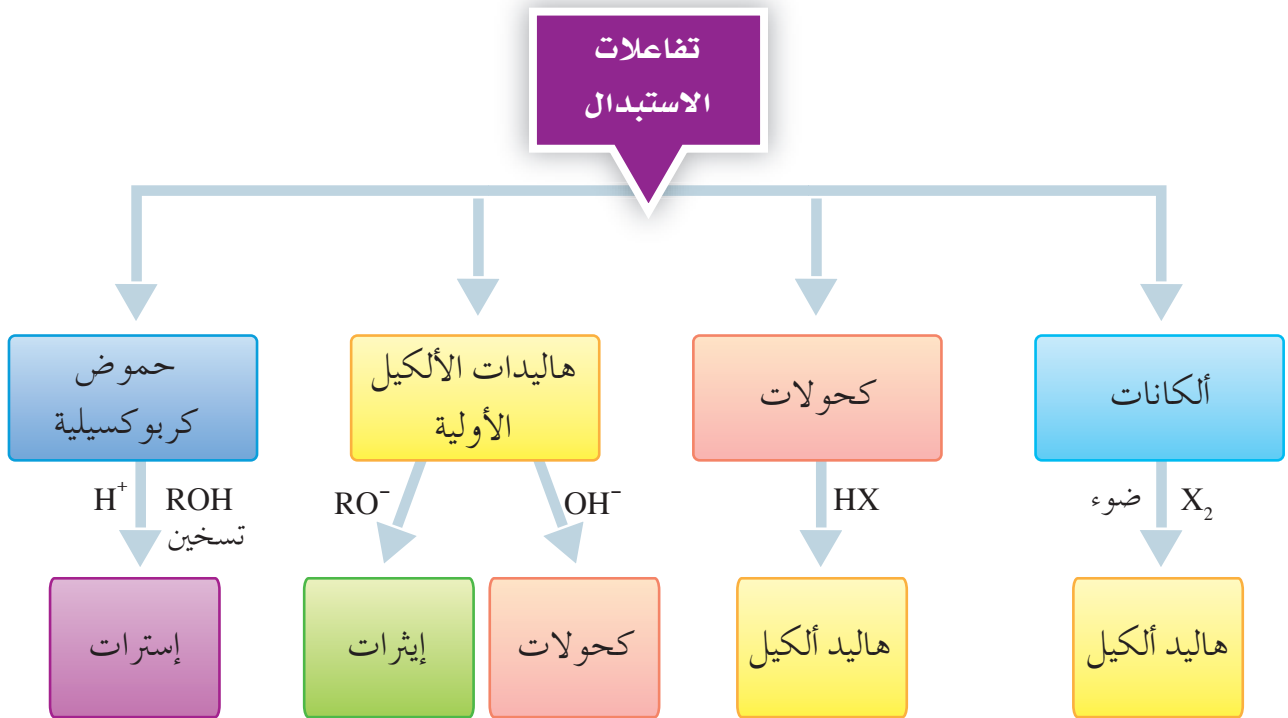 تفاعلات
الاستبدال
ألكانات
كحولات
هاليدات الألكيل
الأولية
حموض
كربوكسيلية
X₂
ضوء
HX
OH⁻
RO⁻
ROH
H⁺
تسخين
هاليد ألكيل
هاليد ألكيل
كحولات
إيثرات
إسترات